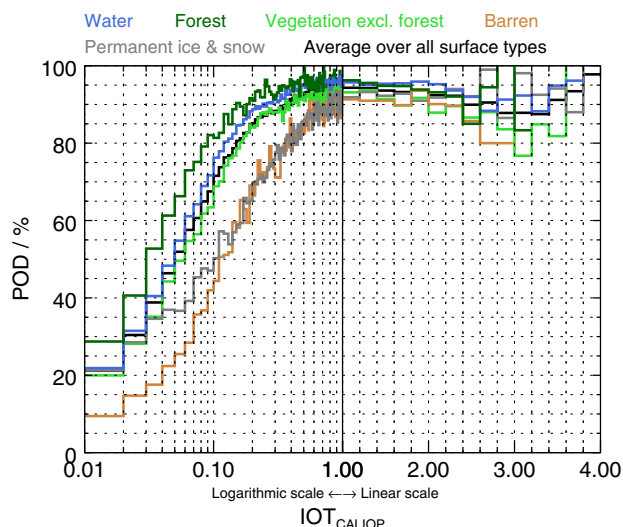 Water Forest Vegetation excl. forest Barren
Permanent ice & snow Average over all surface types
100
80
60
40
20
0
POD / %
0.01 0.10 1.00 1.00 2.00 3.00 4.00
Logarithmic scale ←→ Linear scale
IOT_CALIOP